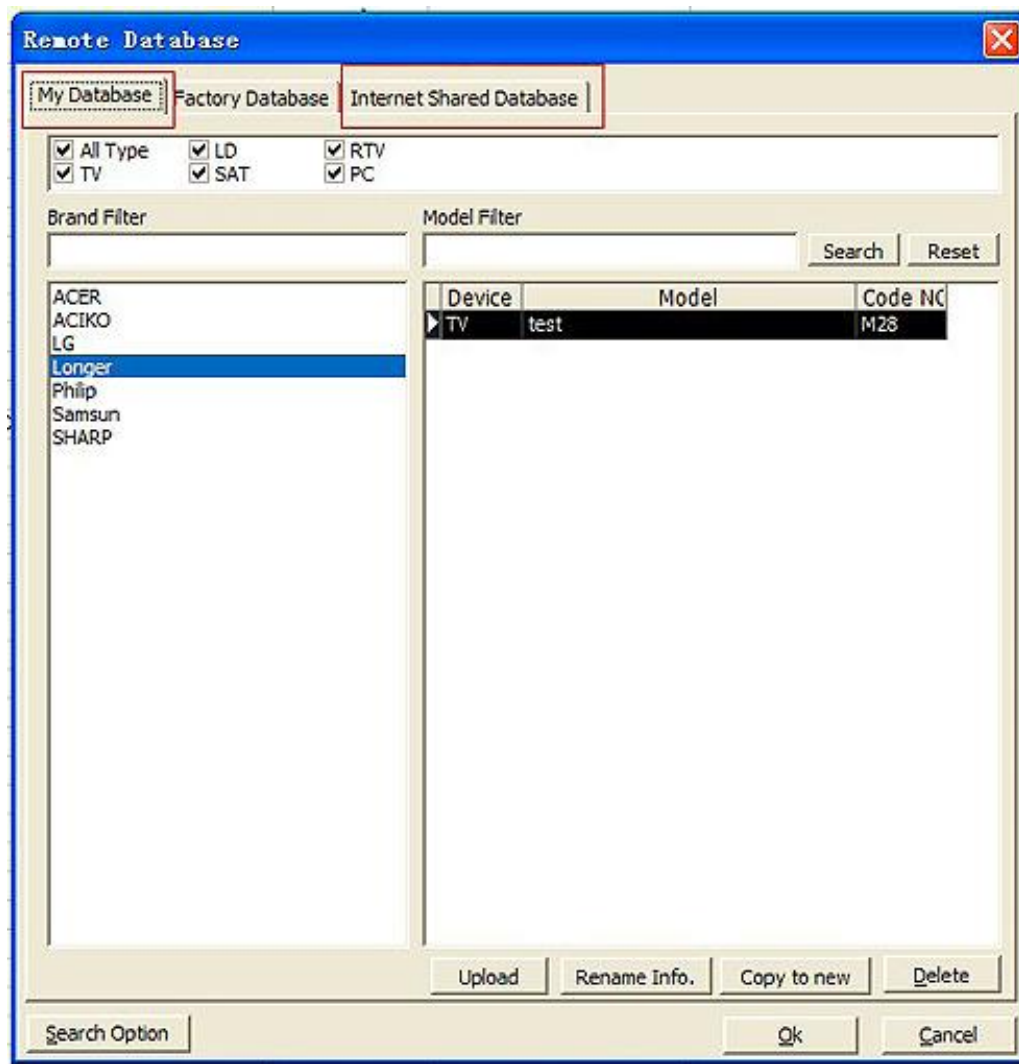 Remote Database
My Database Factory Database Internet Shared Database
All Type LD RTV
TV SAT PC
Brand Filter Model Filter
Search Reset
ACER
ACIKO
LG
Longer
Philip
Samsun
SHARP
Device Model Code NO
TV test M28
Upload Rename Info. Copy to new Delete
Search Option Ok Cancel